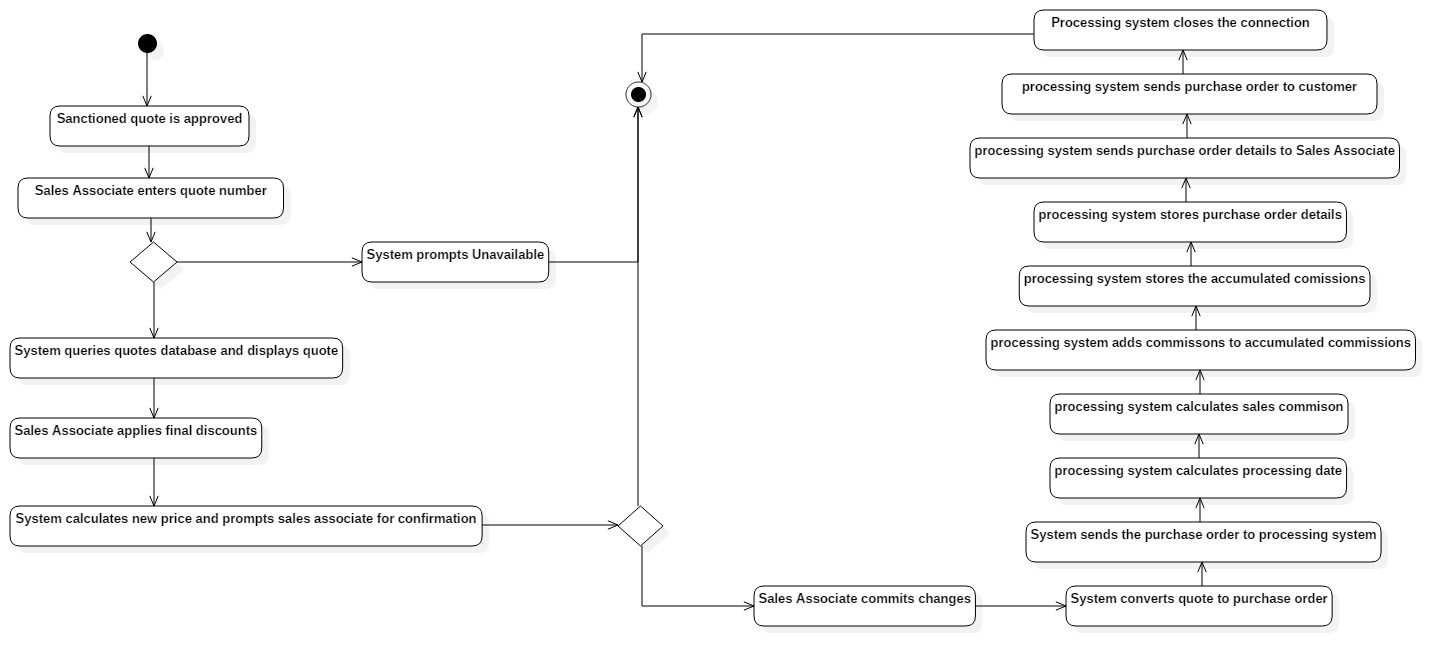 Sanctioned quote is approved
Sales Associate enters quote number
System prompts Unavailable
System queries quotes database and displays quote
Sales Associate applies final discounts
System calculates new price and prompts sales associate for confirmation
Sales Associate commits changes
System converts quote to purchase order
System sends the purchase order to processing system
processing system calculates processing date
processing system calculates sales commison
processing system adds commissons to accumulated commissions
processing system stores the accumulated comissions
processing system stores purchase order details
processing system sends purchase order details to Sales Associate
processing system sends purchase order to customer
Processing system closes the connection